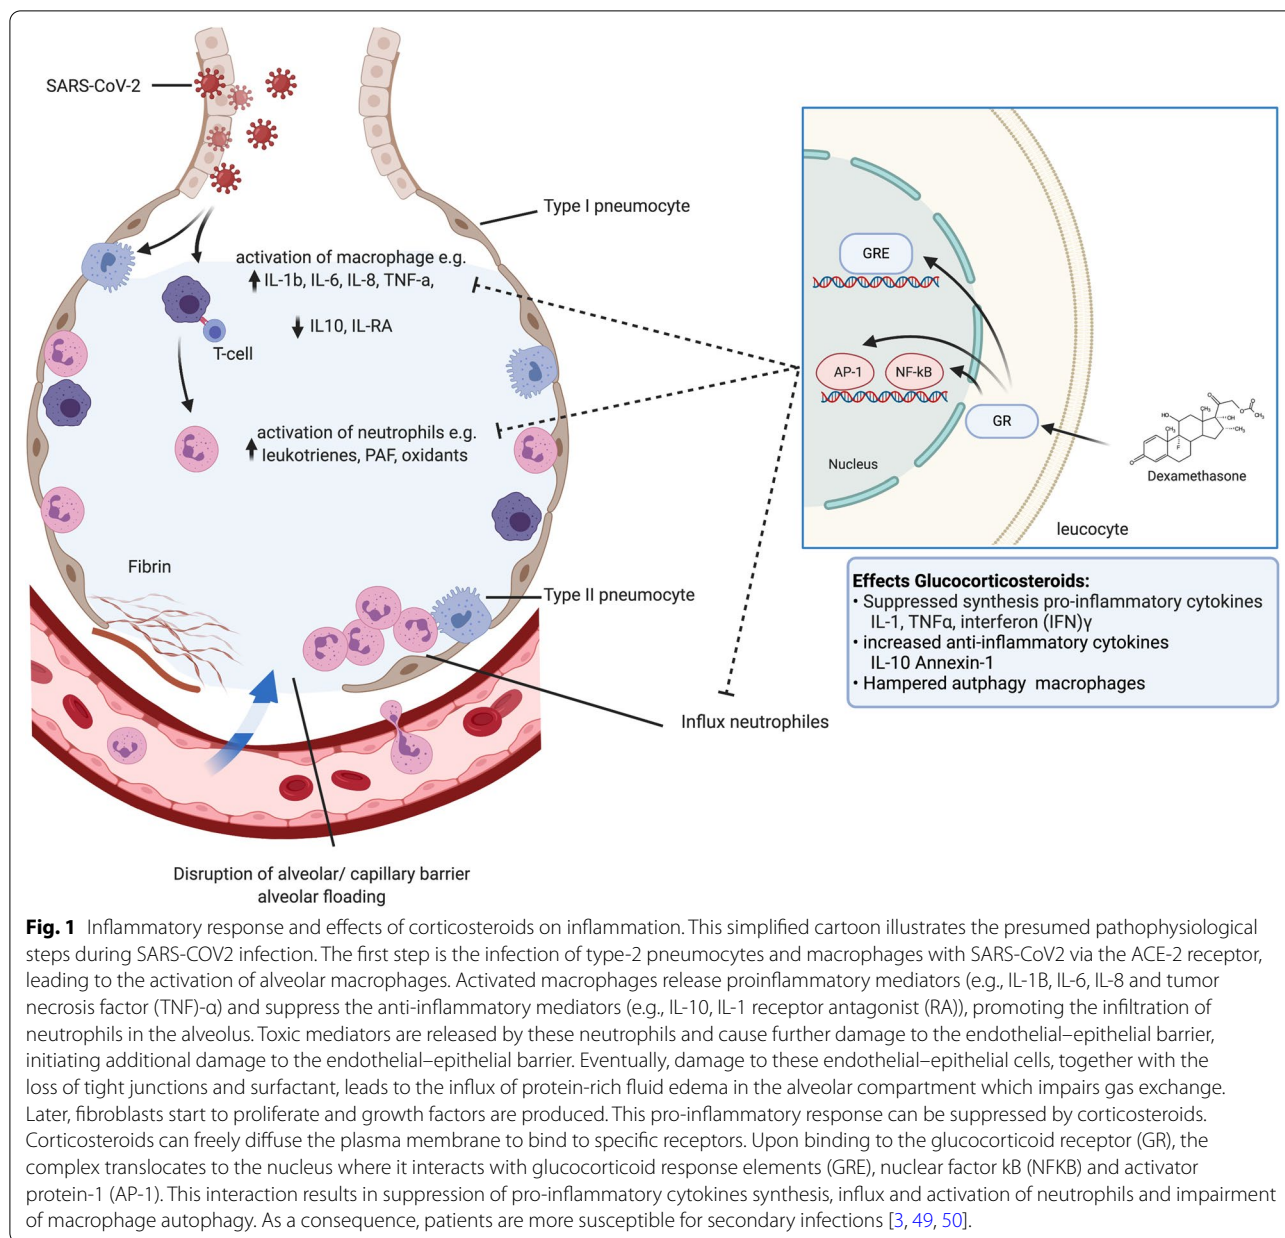 SARS-CoV-2
Type I pneumocyte
activation of macrophage e.g.
IL-1b, IL-6, IL-8, TNF-a,
IL10, IL-RA
T-cell
activation of neutrophils e.g.
leukotrienes, PAF, oxidants
Fibrin
Type II pneumocyte
Influx neutrophiles
Disruption of alveolar/ capillary barrier
alveolar floading
GRE
AP-1
NF-kB
GR
Nucleus
HO
O
O
O
CH₃
CH₃
OH
CH₃
CH₃
F
O
Dexamethasone
leucocyte
Effects Glucocorticosteroids:
• Suppressed synthesis pro-inflammatory cytokines
IL-1, TNFα, interferon (IFN)γ
• increased anti-inflammatory cytokines
IL-10 Annexin-1
• Hampered autphagy macrophages
Fig. 1 Inflammatory response and effects of corticosteroids on inflammation. This simplified cartoon illustrates the presumed pathophysiological
steps during SARS-COV2 infection. The first step is the infection of type-2 pneumocytes and macrophages with SARS-CoV2 via the ACE-2 receptor,
leading to the activation of alveolar macrophages. Activated macrophages release proinflammatory mediators (e.g., IL-1B, IL-6, IL-8 and tumor
necrosis factor (TNF)-α) and suppress the anti-inflammatory mediators (e.g., IL-10, IL-1 receptor antagonist (RA)), promoting the infiltration of
neutrophils in the alveolus. Toxic mediators are released by these neutrophils and cause further damage to the endothelial–epithelial barrier,
initiating additional damage to the endothelial–epithelial barrier. Eventually, damage to these endothelial–epithelial cells, together with the
loss of tight junctions and surfactant, leads to the influx of protein-rich fluid edema in the alveolar compartment which impairs gas exchange.
Later, fibroblasts start to proliferate and growth factors are produced. This pro-inflammatory response can be suppressed by corticosteroids.
Corticosteroids can freely diffuse the plasma membrane to bind to specific receptors. Upon binding to the glucocorticoid receptor (GR), the
complex translocates to the nucleus where it interacts with glucocorticoid response elements (GRE), nuclear factor kB (NFKB) and activator
protein-1 (AP-1). This interaction results in suppression of pro-inflammatory cytokines synthesis, influx and activation of neutrophils and impairment
of macrophage autophagy. As a consequence, patients are more susceptible for secondary infections [3, 49, 50].